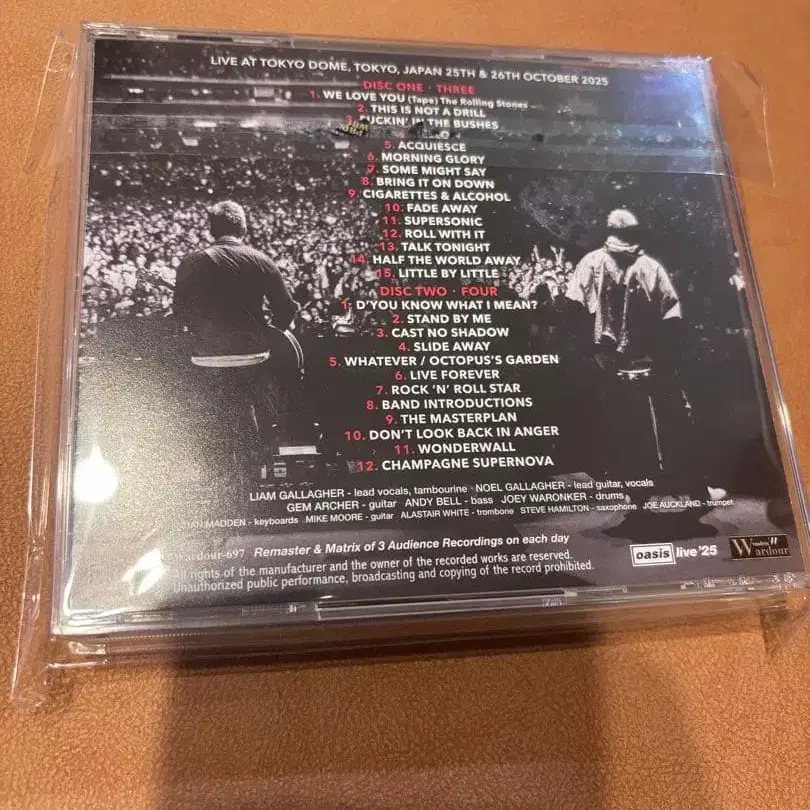 LIVE AT TOKYO DOME, TOKYO, JAPAN 25TH & 26TH OCTOBER 2025
DISC ONE · THREE
1. WE LOVE YOU (Tape) The Rolling Stones
2. THIS IS NOT A DRILL
3. FUCKIN' IN THE BUSHES
5. ACQUIESCE
6. MORNING GLORY
7. SOME MIGHT SAY
8. BRING IT ON DOWN
9. CIGARETTES & ALCOHOL
10. FADE AWAY
11. SUPERSONIC
12. ROLL WITH IT
13. TALK TONIGHT
14. HALF THE WORLD AWAY
15. LITTLE BY LITTLE
DISC TWO · FOUR
1. D'YOU KNOW WHAT I MEAN?
2. STAND BY ME
3. CAST NO SHADOW
4. SLIDE AWAY
5. WHATEVER / OCTOPUS'S GARDEN
6. LIVE FOREVER
7. ROCK 'N' ROLL STAR
8. BAND INTRODUCTIONS
9. THE MASTERPLAN
10. DON'T LOOK BACK IN ANGER
11. WONDERWALL
12. CHAMPAGNE SUPERNOVA
LIAM GALLAGHER - lead vocals, tambourine · NOEL GALLAGHER - lead guitar, vocals
GEM ARCHER - guitar ANDY BELL - bass JOEY WARONKER - drums
MADDEN - keyboards MIKE MOORE - guitar ALASTAIR WHITE - trombone STEVE HAMILTON - saxophone JOE AUCKLAND - trumpet
Wardour-697 Remaster & Matrix of 3 Audience Recordings on each day
All rights of the manufacturer and the owner of the recorded works are reserved.
Unauthorized public performance, broadcasting and copying of the record prohibited.
oasis live '25
Wardour